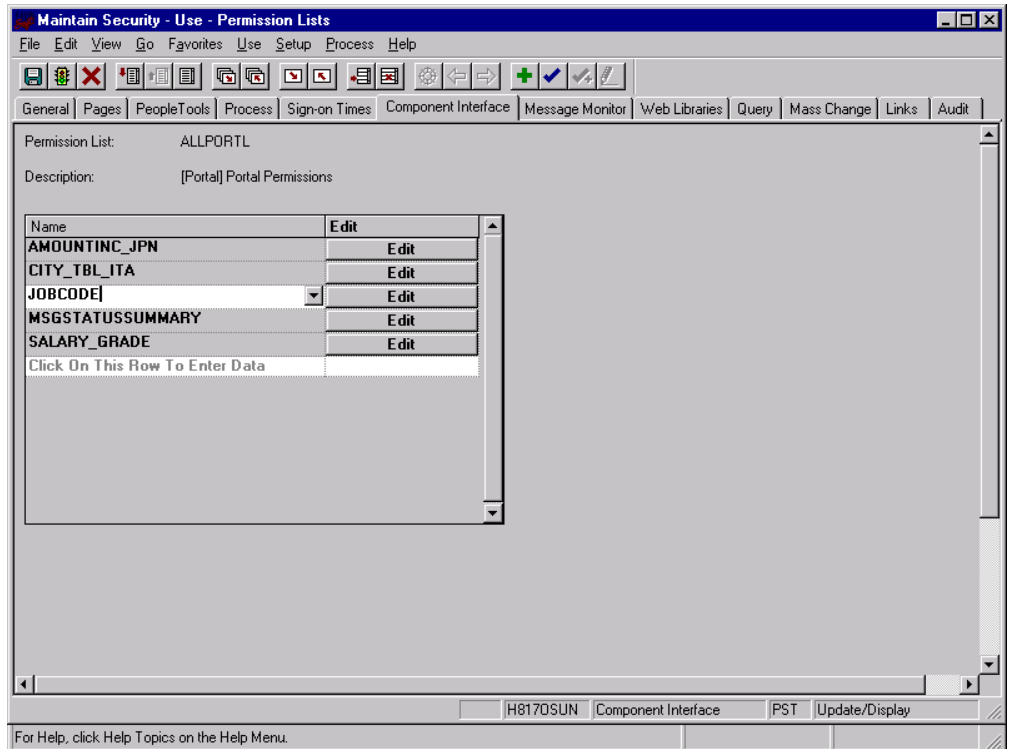 Maintain Security - Use - Permission Lists
File Edit View Go Favorites Use Setup Process Help
General Pages PeopleTools Process Sign-on Times Component Interface Message Monitor Web Libraries Query Mass Change Links Audit
Permission List: ALLPORTL
Description: [Portal] Portal Permissions
Name Edit
AMOUNTINC_JPN Edit
CITY_TBL_ITA Edit
JOBCODE Edit
MSGSTATUSSUMMARY Edit
SALARY_GRADE Edit
Click On This Row To Enter Data
H817OSUN Component Interface PST Update/Display
For Help, click Help Topics on the Help Menu.